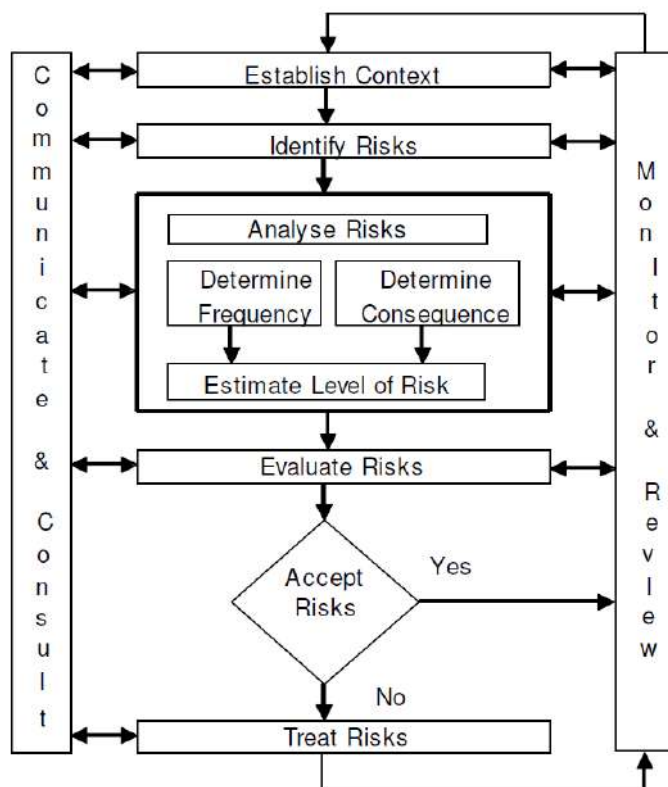 Communicate & Consult
Establish Context
Identify Risks
Analyse Risks
Determine
Frequency
Determine
Consequence
Estimate Level of Risk
Evaluate Risks
Accept
Risks
Yes
No
Treat Risks
MonItor & RevIew